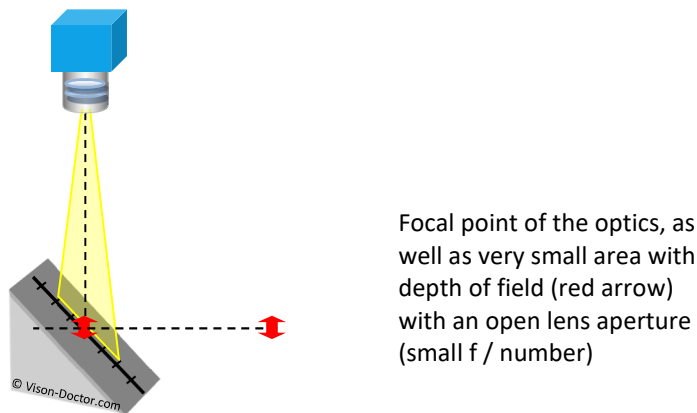 Focal point of the optics, as
well as very small area with
depth of field (red arrow)
with an open lens aperture
(small f / number)
© Vison-Doctor.com